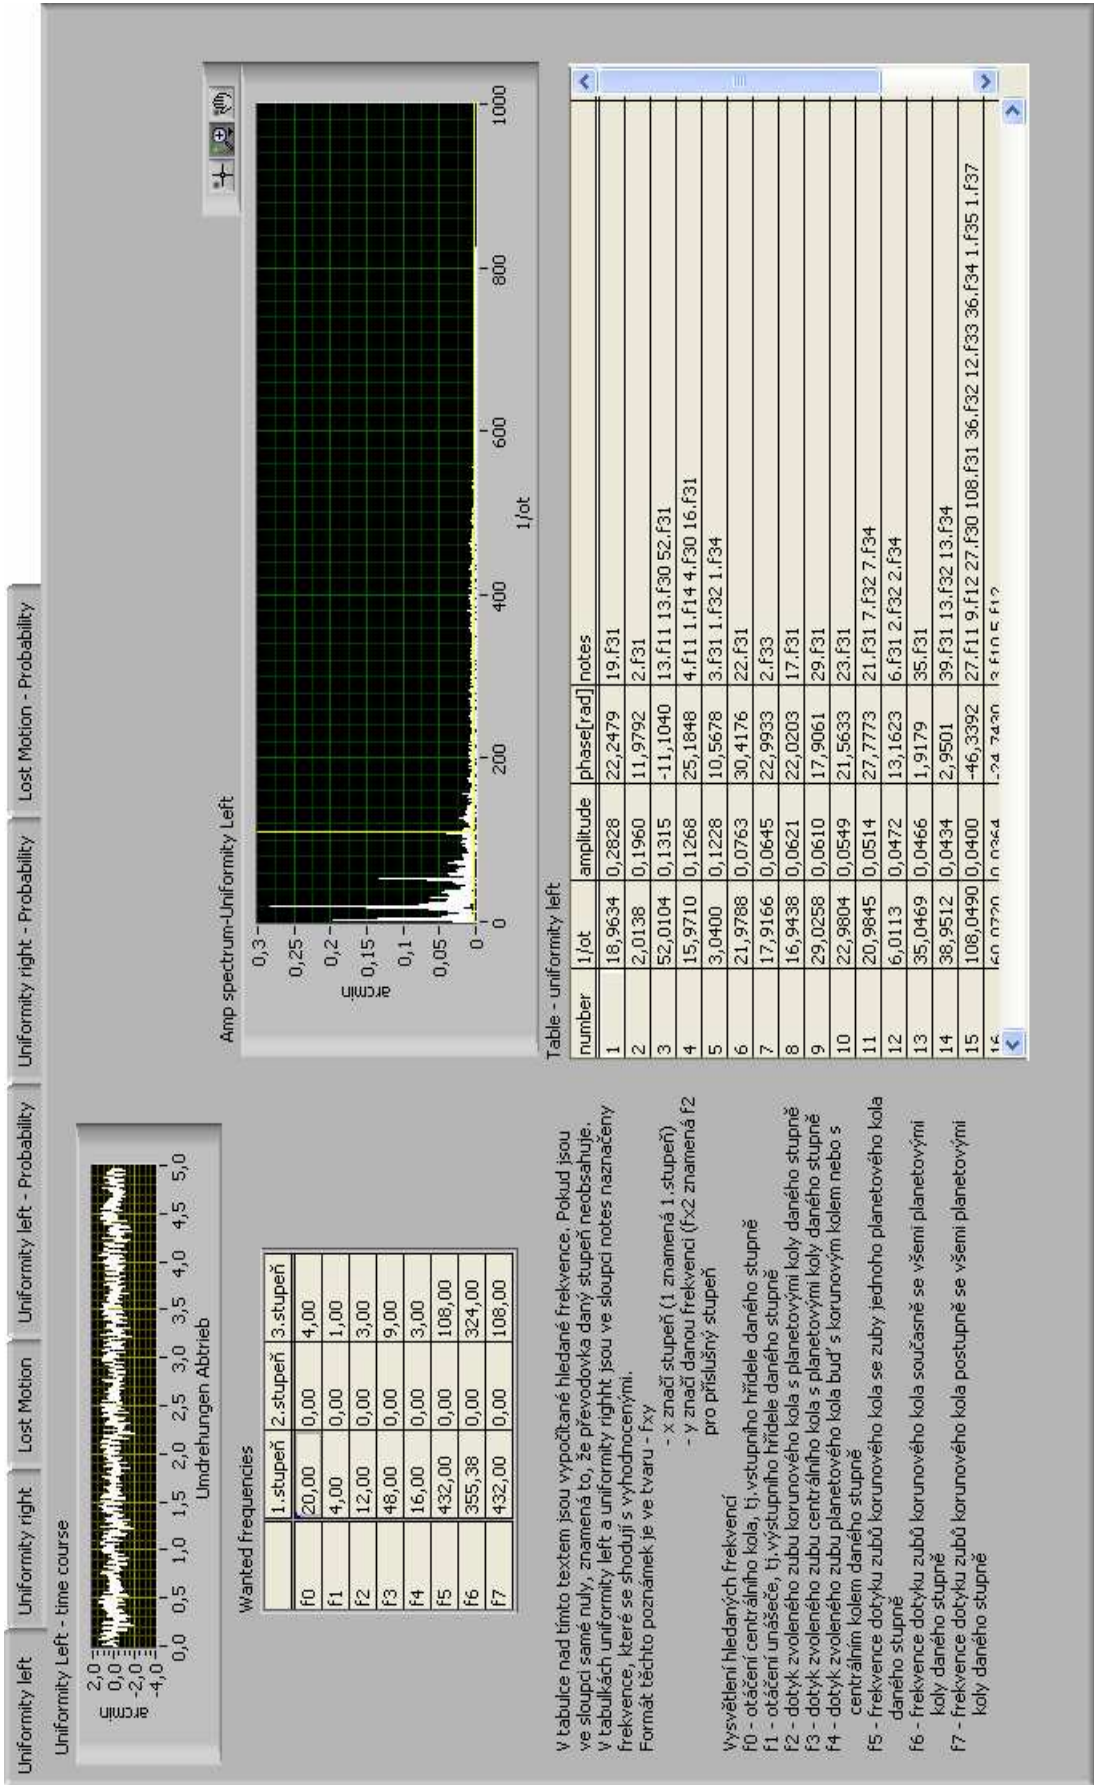 Uniformity left
Uniformity right
Lost Motion
Uniformity left - Probability
Uniformity right - Probability
Lost Motion - Probability
Uniformity Left - time course
arcmin
2,0
0,0
-2,0
-4,0
0,0 0,5 1,0 1,5 2,0 2,5 3,0 3,5 4,0 4,5 5,0
Umdrehungen Abtrieb
Wanted frequencies
1.stupeň 2.stupeň 3.stupeň
f0 20,00 0,00 4,00
f1 4,00 0,00 1,00
f2 12,00 0,00 3,00
f3 48,00 0,00 9,00
f4 16,00 0,00 3,00
f5 432,00 0,00 108,00
f6 355,38 0,00 324,00
f7 432,00 0,00 108,00
V tabulce nad tímto textem jsou vypočítané hledané frekvence. Pokud jsou
ve sloupci samé nuly, znamená to, že převodovka daný stupeň neobsahuje.
V tabulkách uniformity left a uniformity righht jsou ve sloupci notes naznačeny
frekvence, které se shodují s vyhodnocenými.
Formát těchto poznámek je ve tvaru - fxy
- x značí stupeň (1 znamená 1.stupeň)
- y značí danou frekvenci (fx2 znamená f2
pro příslušný stupeň
Vysvětlení hledaných frekvencí
f0 - otáčení centrálního kola, tj.vstupního hřídele daného stupně
f1 - otáčení unášeče, tj.výstupního hřídele daného stupně
f2 - dotyk zvoleného zubu korunového kola s planetovými koly daného stupně
f3 - dotyk zvoleného zubu centrálního kola s planetovými koly daného stupně
f4 - dotyk zvoleného zubu planetového kola buď s korunovým kolem nebo s
centrálním kolem daného stupně
f5 - frekvence dotyku zubů korunového kola se zuby jednoho planetového kola
daného stupně
f6 - frekvence dotyku zubů korunového kola současně se všemi planetovými
koly daného stupně
f7 - frekvence dotyku zubů korunového kola postupně se všemi planetovými
koly daného stupně
Amp spectrum-Uniformity Left
arcmin
0,3
0,25
0,2
0,15
0,1
0,05
0
0 200 400 600 800 1000
1/ot
Table - uniformity left
number 1/ot amplitude phase[rad] notes
1 18,9634 0,2828 22,2479 19.f31
2 2,0138 0,1960 11,9792 2.f31
3 52,0104 0,1315 -11,1040 13.f11 13.f30 52.f31
4 15,9710 0,1268 25,1848 4.f11 1.f14 4.f30 16.f31
5 3,0400 0,1228 10,5678 3.f31 1.f32 1.f34
6 21,9788 0,0763 30,4176 22.f31
7 17,9166 0,0645 22,9933 2.f33
8 16,9438 0,0621 22,0203 17.f31
9 29,0258 0,0610 17,9061 29.f31
10 22,9804 0,0549 21,5633 23.f31
11 20,9845 0,0514 27,7773 21.f31 7.f32 7.f34
12 6,0113 0,0472 13,1623 6.f31 2.f32 2.f34
13 35,0469 0,0466 1,9179 35.f31
14 38,9512 0,0434 2,9501 39.f31 13.f32 13.f34
15 108,0490 0,0400 -46,3392 27.f11 9.f12 27.f30 108.f31 36.f32 12.f33 36.f34 1.f35 1.f37
16 60,0720 0,0364 -24,7430 3.f10 5.f12